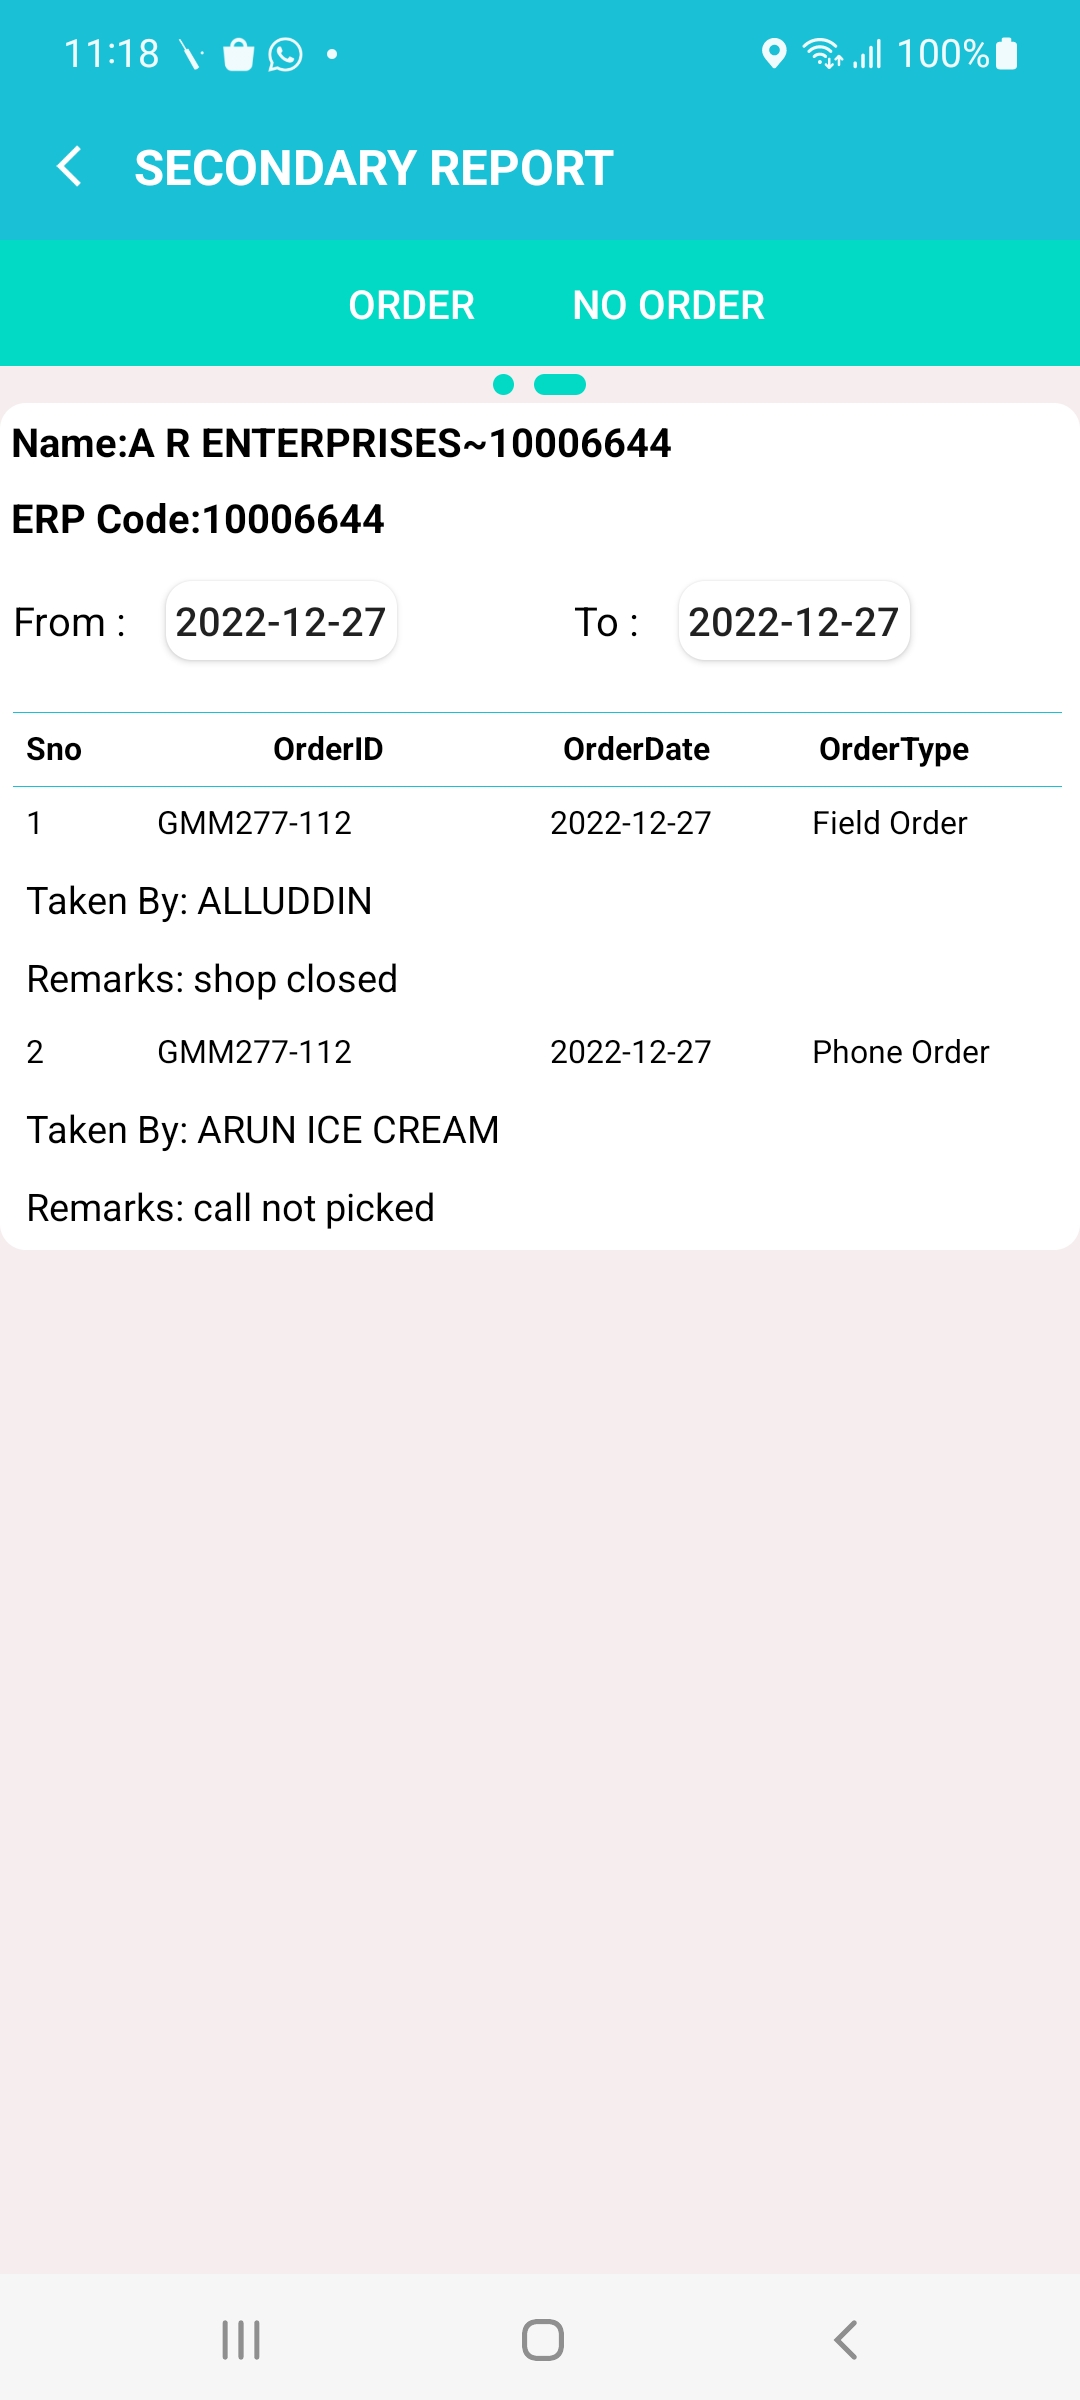 11:18 100%
SECONDARY REPORT
ORDER NO ORDER
Name:A R ENTERPRISES~10006644
ERP Code:10006644
From : 2022-12-27 To : 2022-12-27
Sno OrderID OrderDate OrderType
1 GMM277-112 2022-12-27 Field Order
Taken By: ALLUDDIN
Remarks: shop closed
2 GMM277-112 2022-12-27 Phone Order
Taken By: ARUN ICE CREAM
Remarks: call not picked